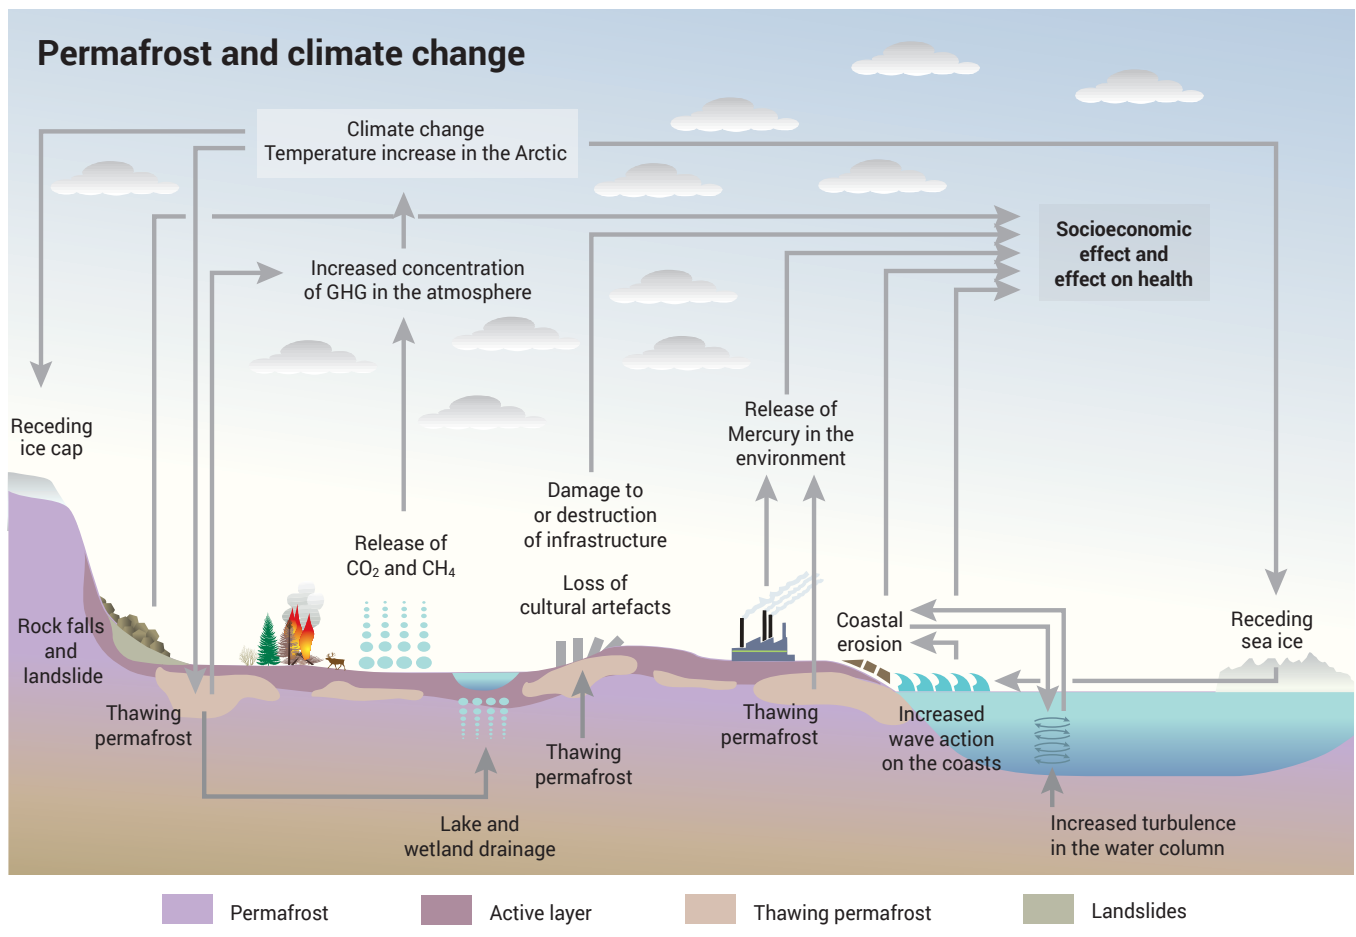 Permafrost and climate change
Climate change
Temperature increase in the Arctic
Socioeconomic
effect and
effect on health
Increased concentration
of GHG in the atmosphere
Receding
ice cap
Release of
Mercury in the
environment
Damage to
or destruction
of infrastructure
Release of
CO₂ and CH₄
Loss of
cultural artefacts
Rock falls
and
landslide
Coastal
erosion
Receding
sea ice
Thawing
permafrost
Thawing
permafrost
Thawing
permafrost
Increased
wave action
on the coasts
Lake and
wetland drainage
Increased turbulence
in the water column
Permafrost
Active layer
Thawing permafrost
Landslides